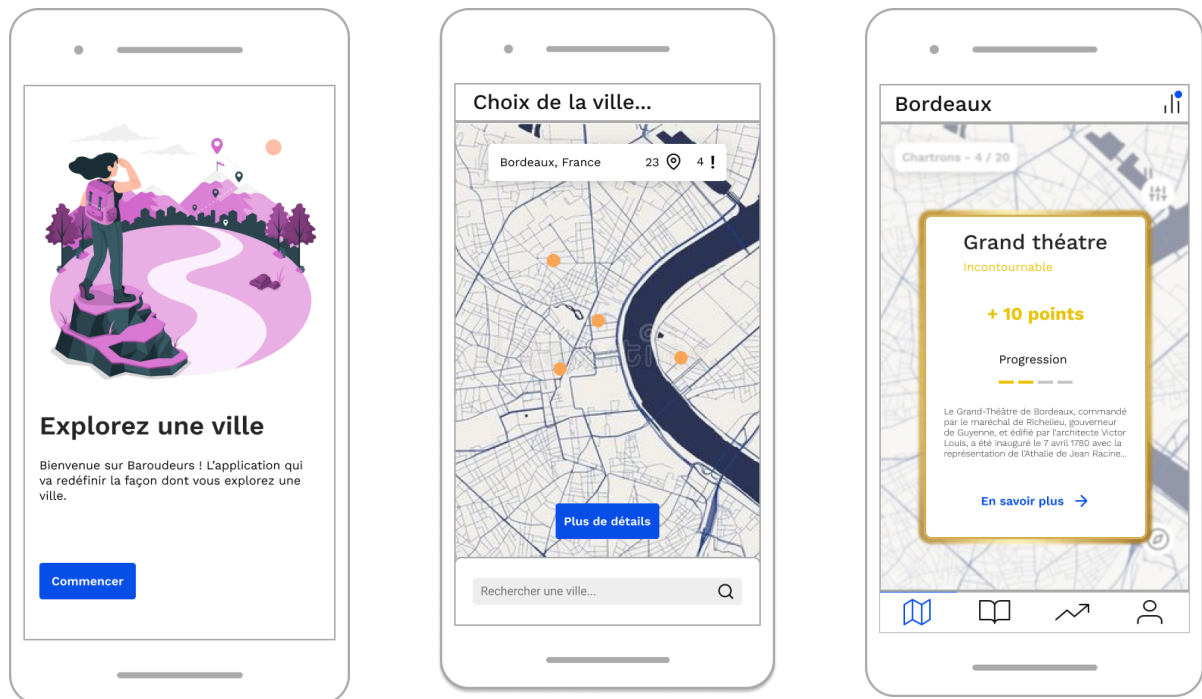 Explorez une ville
Bienvenue sur Baroudeurs ! L'application qui
va redéfinir la façon dont vous explorez une
ville.
Commencer
Choix de la ville...
Bordeaux, France 23 4 !
Plus de détails
Rechercher une ville...
Bordeaux
Chartrons - 4 / 20
Grand théatre
Incontournable
+ 10 points
Progression
Le Grand-Théâtre de Bordeaux, commandé
par le maréchal de Richelieu, gouverneur
de Guyenne, et édifié par l'architecte Victor
Louis, a été inauguré le 7 avril 1780 avec la
représentation de l'Athalie de Jean Racine...
En savoir plus